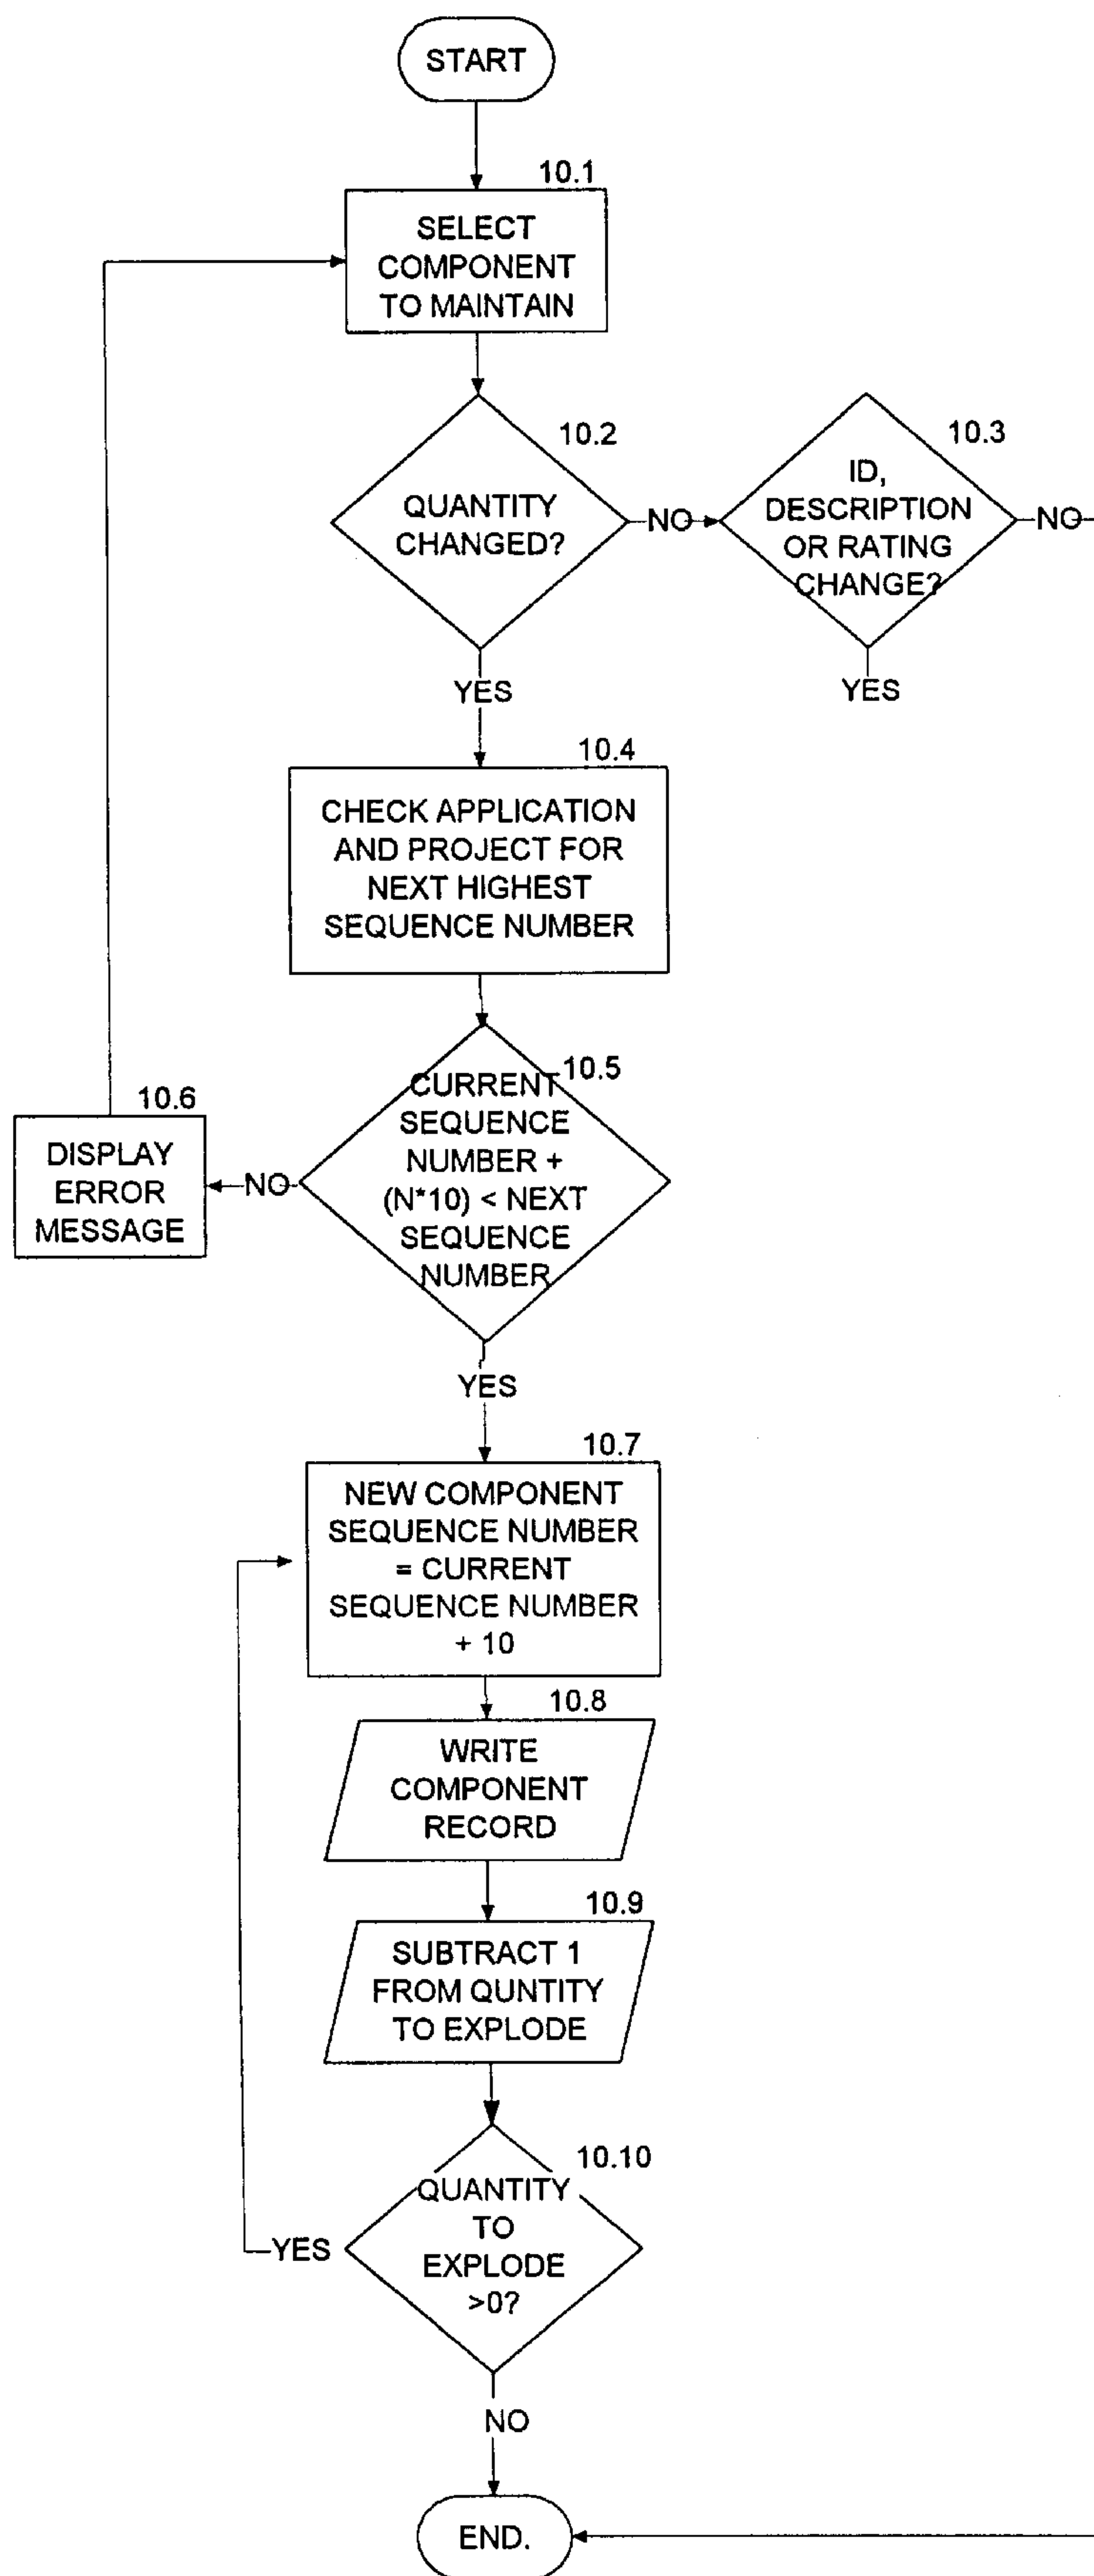 START
10.1
SELECT
COMPONENT
TO MAINTAIN
10.2
QUANTITY
CHANGED?
NO
10.3
ID,
DESCRIPTION
OR RATING
CHANGE?
NO
YES
YES
10.4
CHECK APPLICATION
AND PROJECT FOR
NEXT HIGHEST
SEQUENCE NUMBER
10.5
CURRENT
SEQUENCE
NUMBER +
(N*10) < NEXT
SEQUENCE
NUMBER
NO
10.6
DISPLAY
ERROR
MESSAGE
YES
10.7
NEW COMPONENT
SEQUENCE NUMBER
= CURRENT
SEQUENCE NUMBER
+ 10
10.8
WRITE
COMPONENT
RECORD
10.9
SUBTRACT 1
FROM QUNTITY
TO EXPLODE
10.10
QUANTITY
TO
EXPLODE
>0?
YES
NO
END.